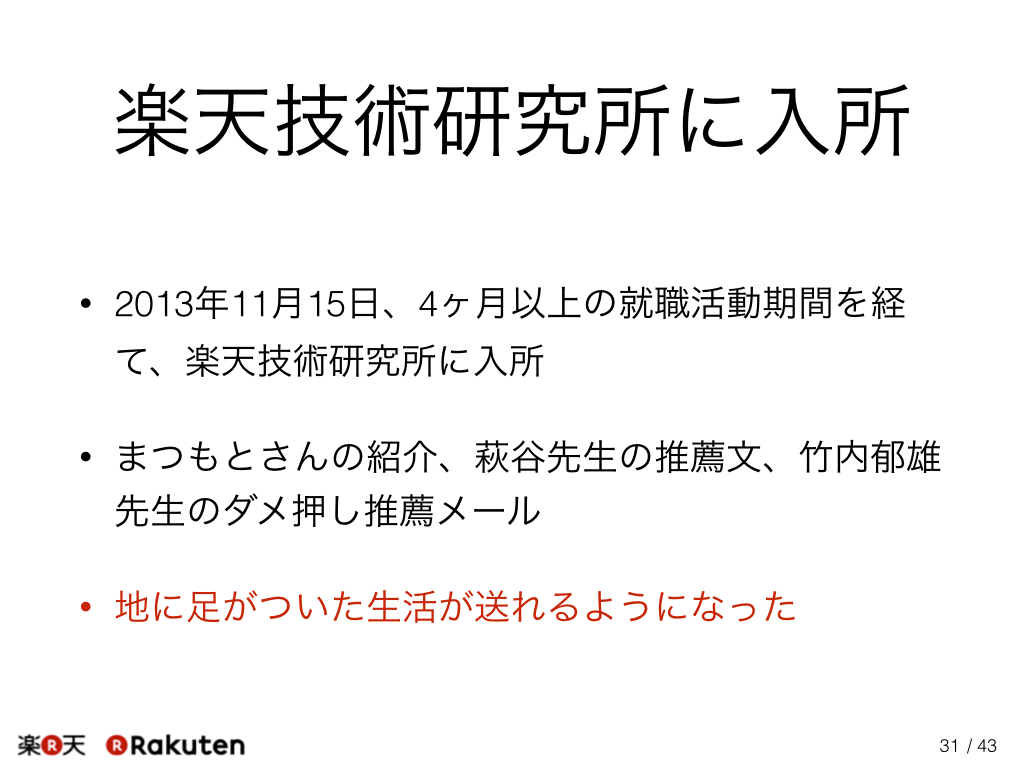 楽天技術研究所に入所
• 2013年11月15日、4ヶ月以上の就職活動期間を経
て、楽天技術研究所に入所
• まつもとさんの紹介、萩谷先生の推薦文、竹内郁雄
先生のダメ押し推薦メール
• 地に足がついた生活が送れるようになった
楽R天 R Rakuten
31 / 43